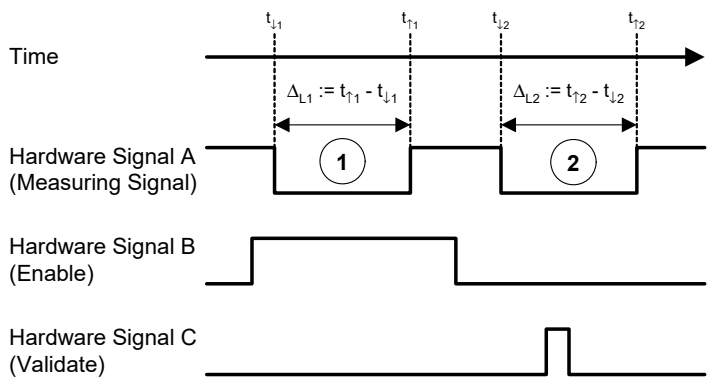 t↓1 t↑1 t↓2 t↑2
Time
ΔL1 := t↑1 - t↓1 ΔL2 := t↑2 - t↓2
Hardware Signal A
(Measuring Signal)
1 2
Hardware Signal B
(Enable)
Hardware Signal C
(Validate)